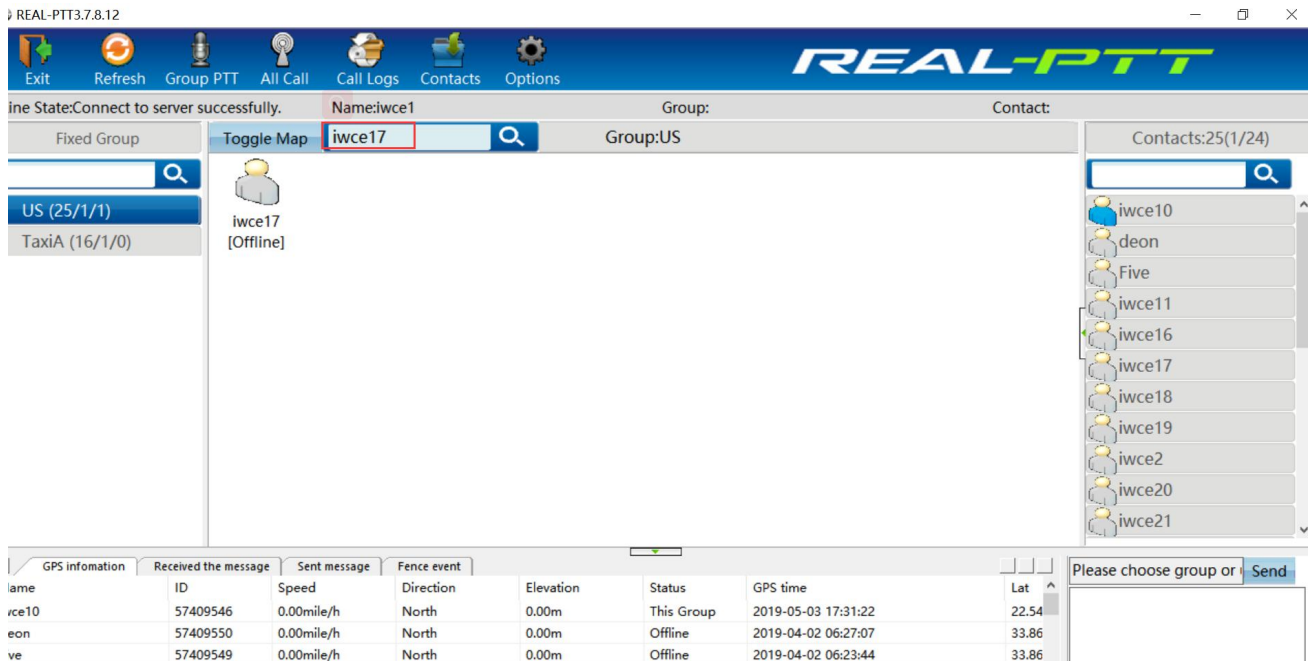 REAL-PTT3.7.8.12
Exit Refresh Group PTT All Call Call Logs Contacts Options
REAL-PTT
ine State:Connect to server successfully. Name:iwce1 Group: Contact:
Fixed Group Toggle Map iwce17 Group:US Contacts:25(1/24)
US (25/1/1)
TaxiA (16/1/0)
iwce17
[Offline]
iwce10
deon
Five
iwce11
iwce16
iwce17
iwce18
iwce19
iwce2
iwce20
iwce21
GPS infomation Received the message Sent message Fence event
Please choose group or Send
lame ID Speed Direction Elevation Status GPS time Lat
vce10 57409546 0.00mile/h North 0.00m This Group 2019-05-03 17:31:22 22.54
eon 57409550 0.00mile/h North 0.00m Offline 2019-04-02 06:27:07 33.86
ve 57409549 0.00mile/h North 0.00m Offline 2019-04-02 06:23:44 33.86